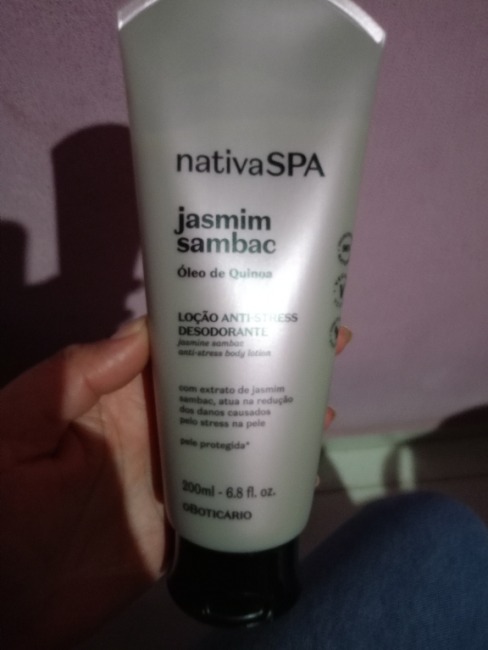 nativaSPA
jasmim
sambac
Óleo de Quinoa
LOÇÃO ANTI-STRESS
DESODORANTE
jasmine sambac
anti-stress body lotion
com extrato de jasmim
sambac, atua na redução
dos danos causados
pelo stress na pele
pele protegida*
200ml - 6.8 fl. oz.
oBOTICÁRIO